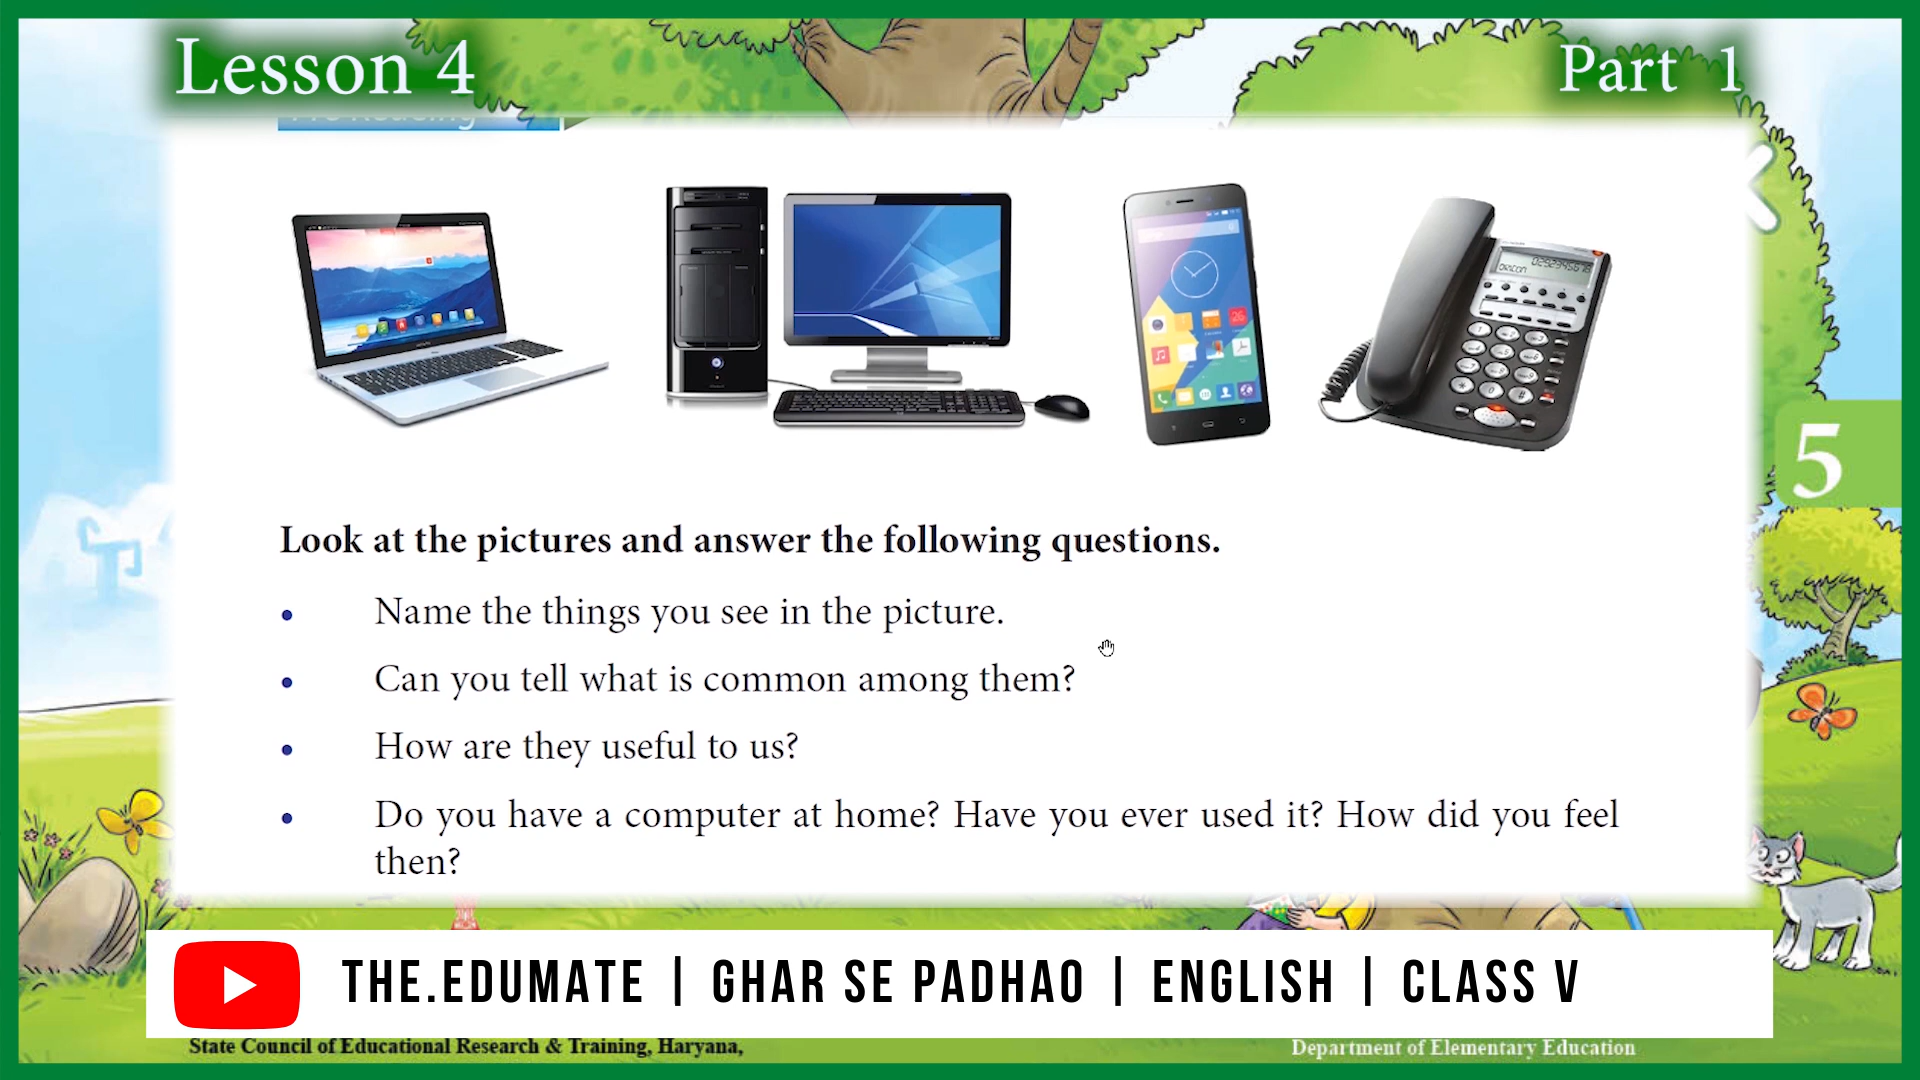 Lesson 4
Part 1
Pre Reading
5
Look at the pictures and answer the following questions.
• Name the things you see in the picture.
• Can you tell what is common among them?
• How are they useful to us?
• Do you have a computer at home? Have you ever used it? How did you feel
then?
THE.EDUMATE | GHAR SE PADHAO | ENGLISH | CLASS V
State Council of Educational Research & Training, Haryana,
Department of Elementary Education